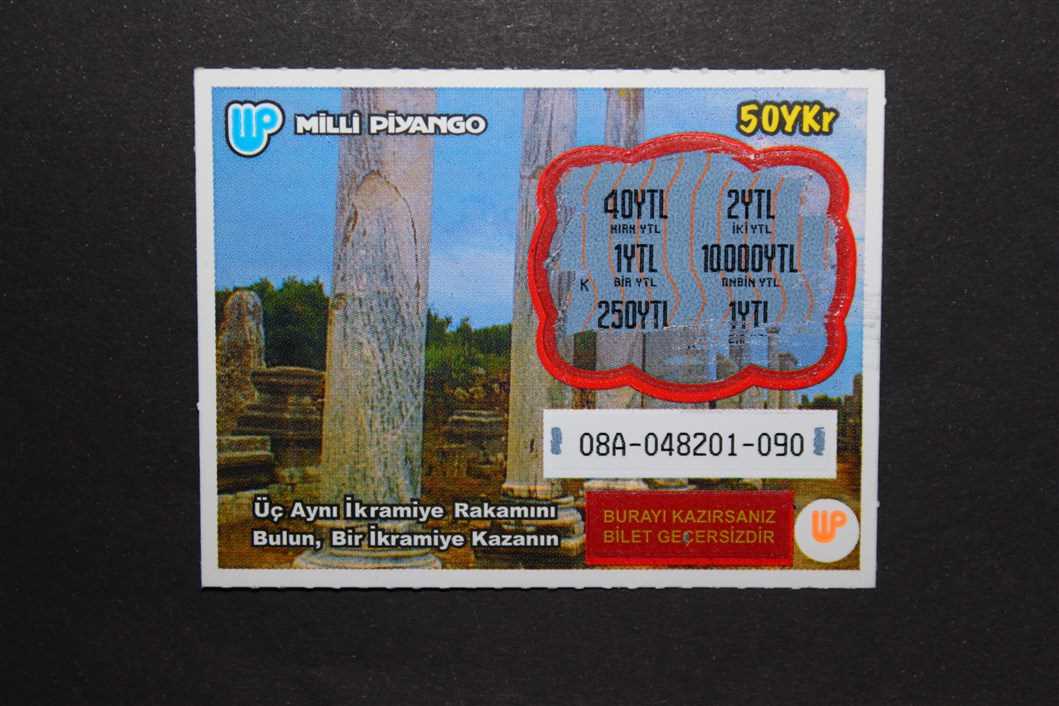 MİLLİ PİYANGO
50YKr
40YTL 2YTL
KIRK YTL İKİ YTL
1YTL 10.000YTL
K BİR YTL ONBİN YTL
250YTL 1YTL
08A-048201-090
Üç Aynı İkramiye Rakamını
Bulun, Bir İkramiye Kazanın
BURAYI KAZIRSANIZ
BİLET GEÇERSİZDİR